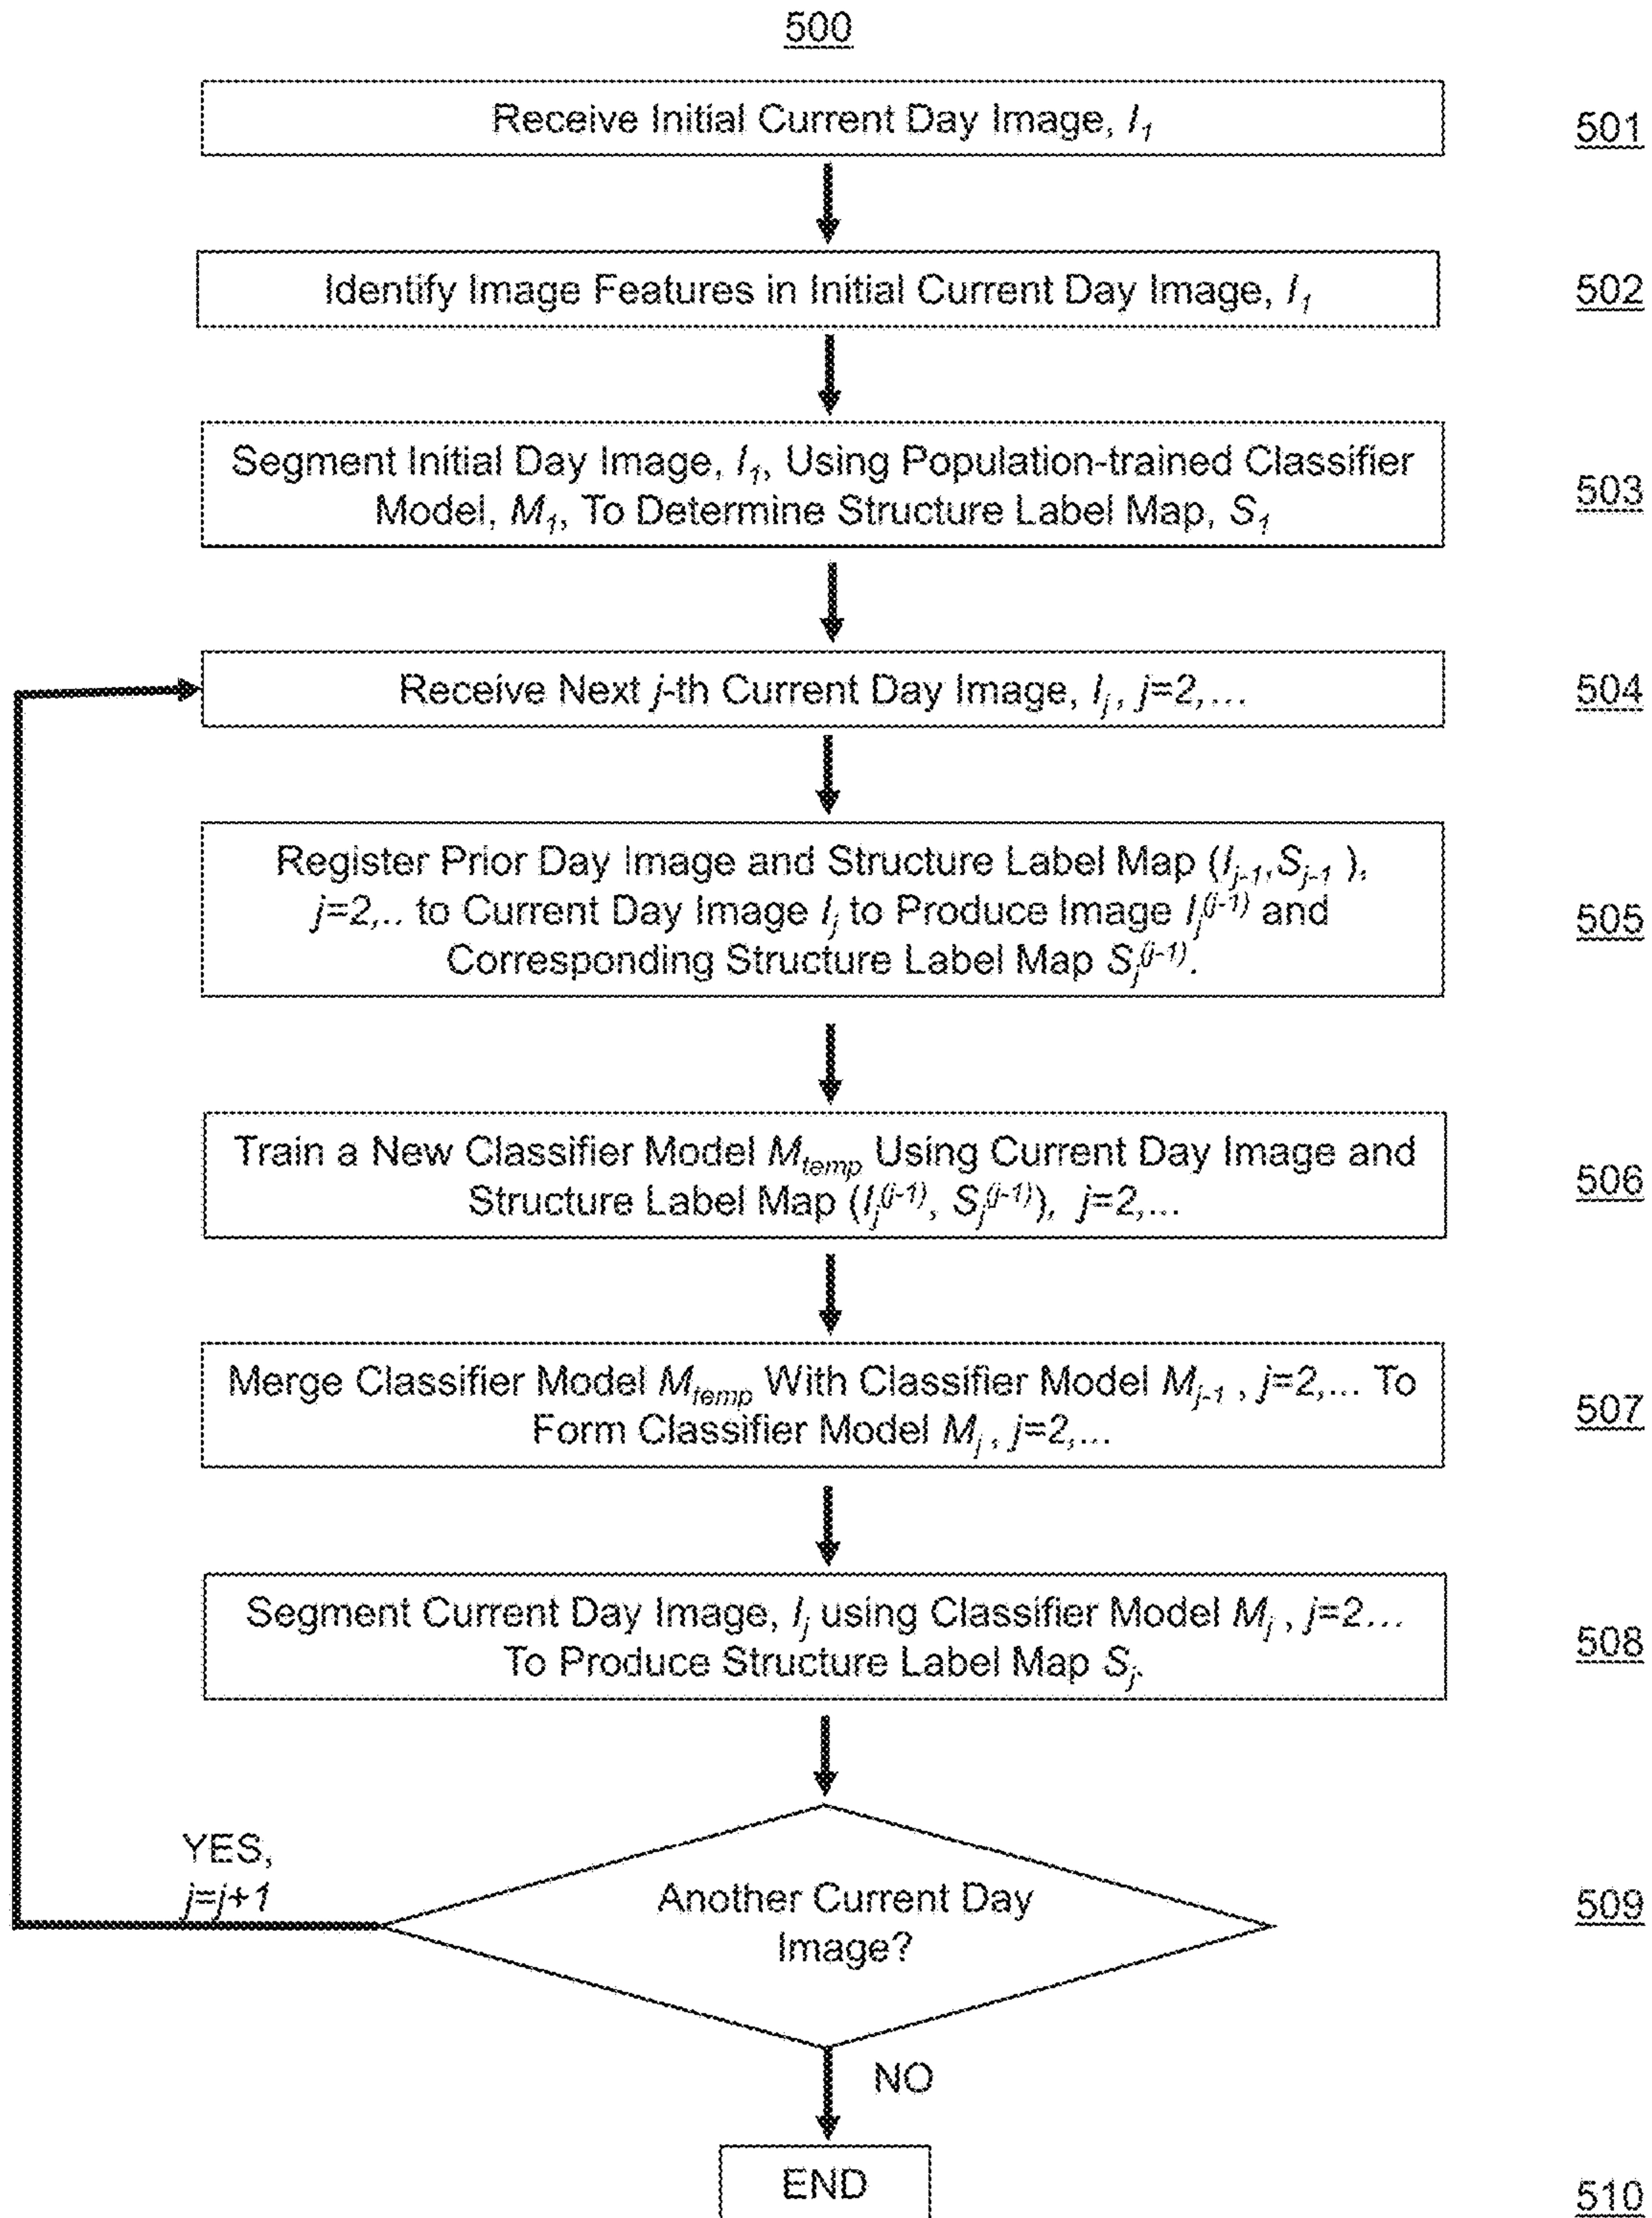 500
Receive Initial Current Day Image, I₁
501
Identify Image Features in Initial Current Day Image, I₁
502
Segment Initial Day Image, I₁, Using Population-trained Classifier
Model, M₁, To Determine Structure Label Map, S₁
503
Receive Next j-th Current Day Image, Iⱼ, j=2,...
504
Register Prior Day Image and Structure Label Map (Iⱼ₋₁,Sⱼ₋₁ ),
j=2,.. to Current Day Image Iⱼ to Produce Image Iⱼ⁽ʲ⁻¹⁾ and
Corresponding Structure Label Map Sⱼ⁽ʲ⁻¹⁾.
505
Train a New Classifier Model M_temp Using Current Day Image and
Structure Label Map (Iⱼ⁽ʲ⁻¹⁾, Sⱼ⁽ʲ⁻¹⁾), j=2,...
506
Merge Classifier Model M_temp With Classifier Model Mⱼ₋₁ , j=2,... To
Form Classifier Model Mⱼ , j=2,...
507
Segment Current Day Image, Iⱼ using Classifier Model Mⱼ , j=2...
To Produce Structure Label Map Sⱼ.
508
YES,
j=j+1
Another Current Day
Image?
509
NO
END
510